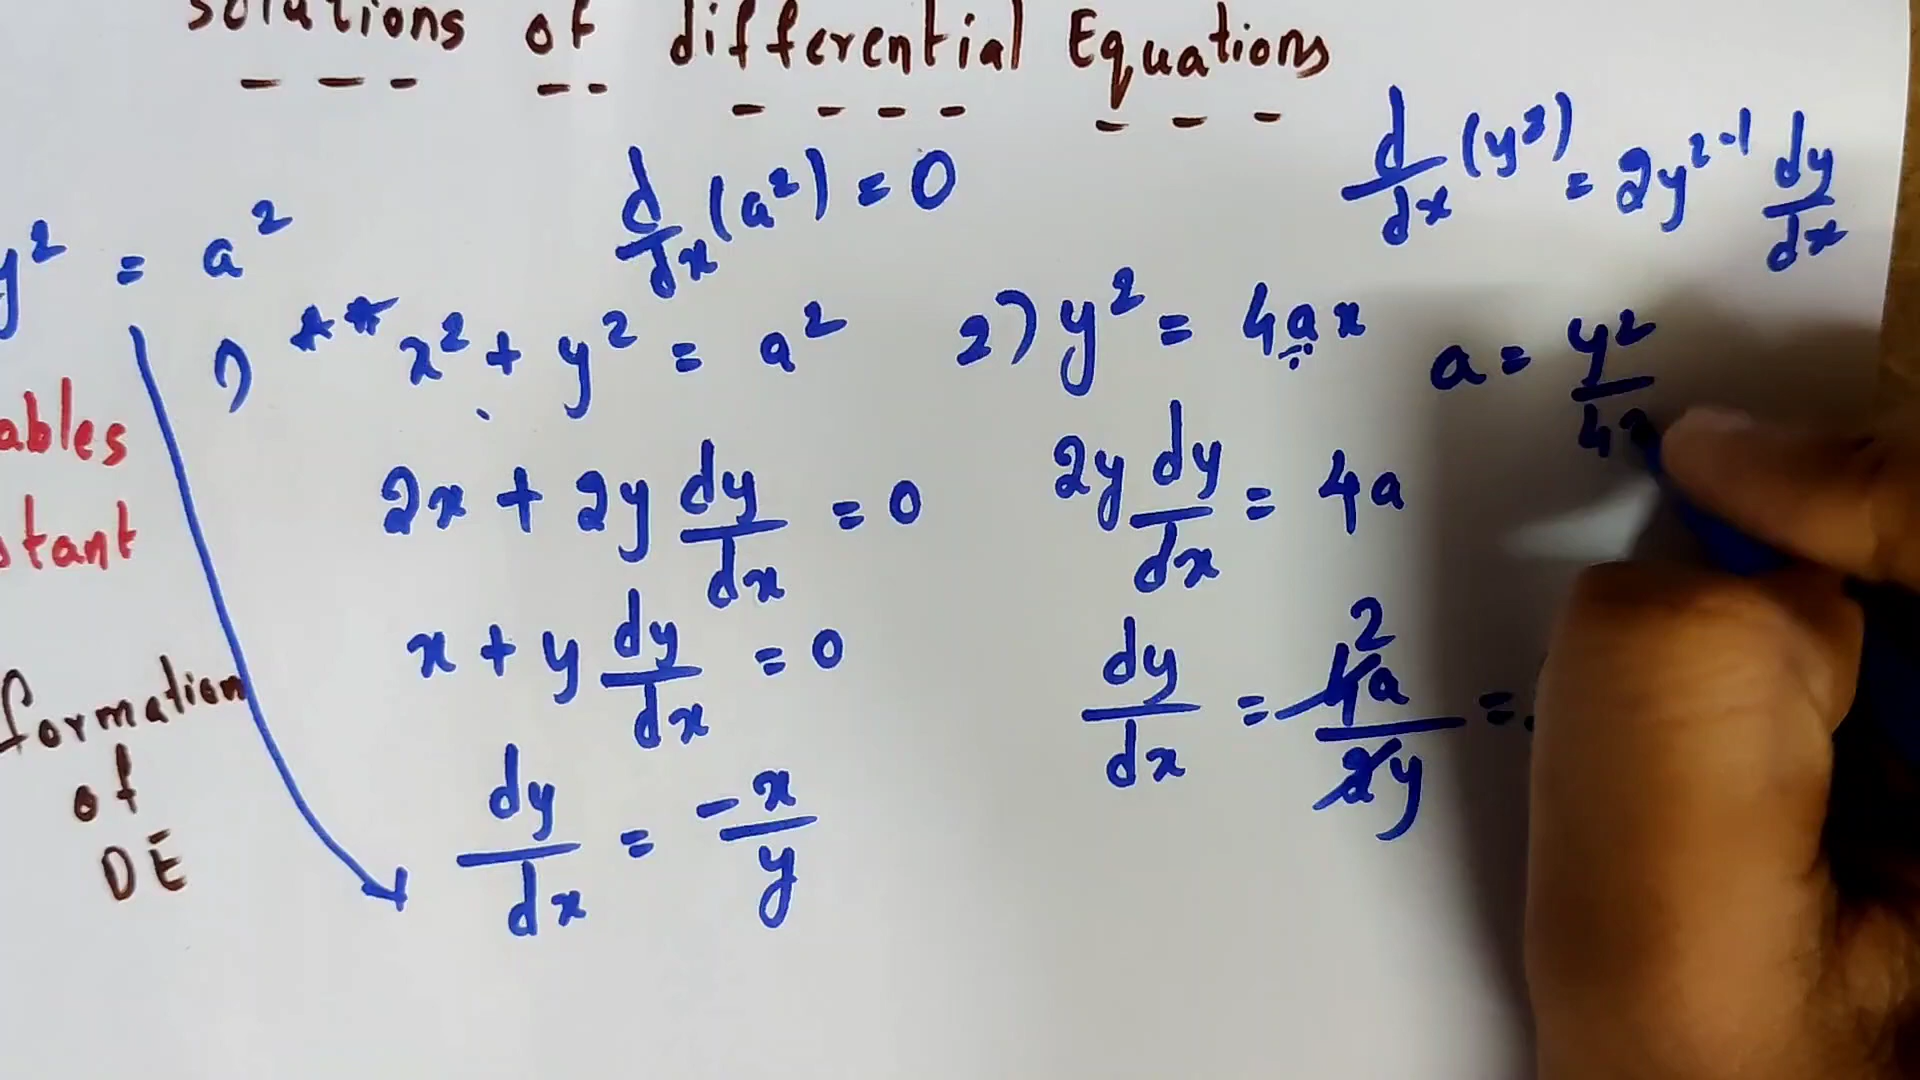 solutions of differential Equations
d/dx (a²) = 0
d/dx (y²) = 2y²⁻¹ dy/dx
y² = a²
1) ** x² + y² = a²
2x + 2y dy/dx = 0
x + y dy/dx = 0
dy/dx = -x/y
2) y² = 4ax
a = y²/4x
2y dy/dx = 4a
dy/dx = 4a/2y =
2
ables
stant
formation
of
DE